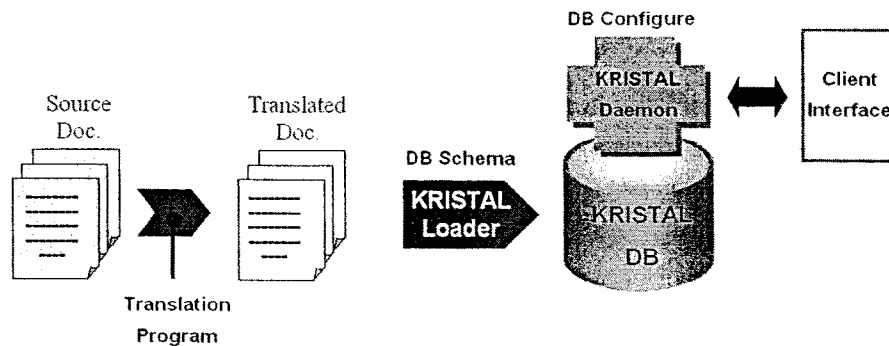 DB Configure
KRISTAL
Daemon
Client
Interface
Source
Doc.
Translated
Doc.
DB Schema
KRISTAL
Loader
KRISTAL
DB
Translation
Program